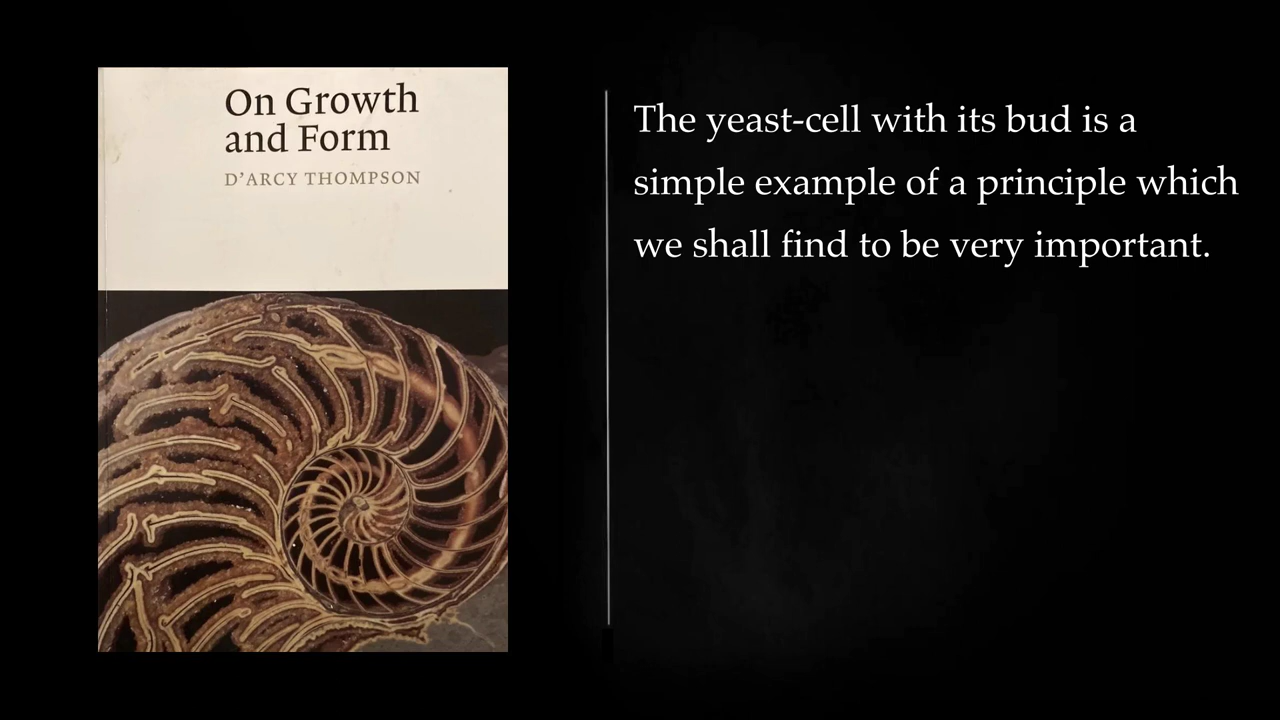 On Growth
and Form
D'ARCY THOMPSON
The yeast-cell with its bud is a
simple example of a principle which
we shall find to be very important.